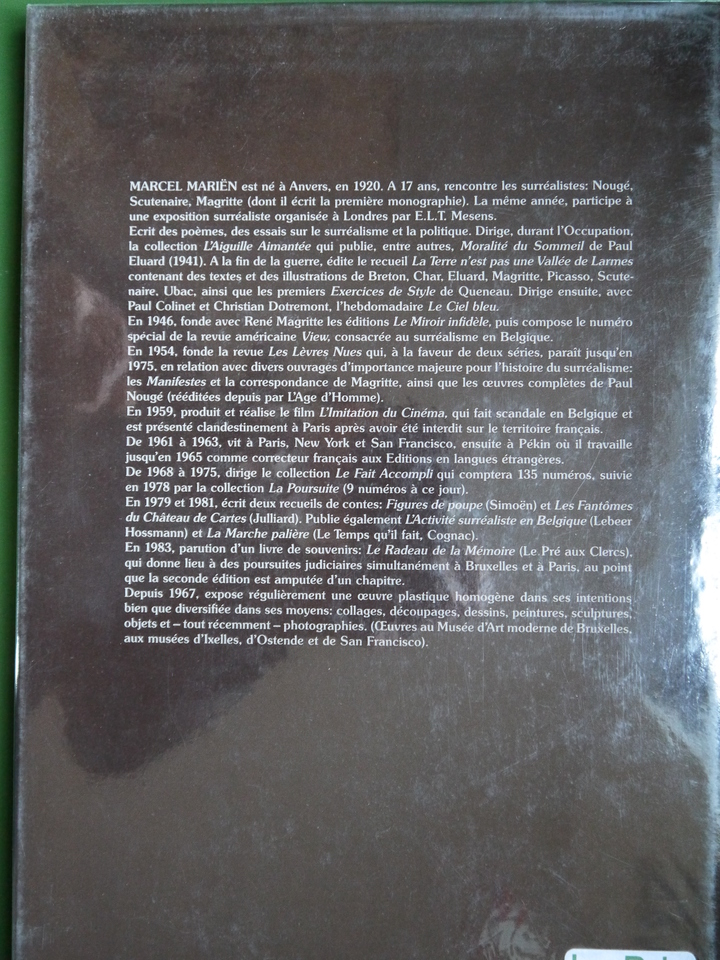 MARCEL MARIËN est né à Anvers, en 1920. A 17 ans, rencontre les surréalistes: Nougé,
Scutenaire, Magritte (dont il écrit la première monographie). La même année, participe à
une exposition surréaliste organisée à Londres par E.L.T. Mesens.
Ecrit des poèmes, des essais sur le surréalisme et la politique. Dirige, durant l'Occupation,
la collection L'Aiguille Aimantée qui publie, entre autres, Moralité du Sommeil de Paul
Eluard (1941). A la fin de la guerre, édite le recueil La Terre n'est pas une Vallée de Larmes
contenant des textes et des illustrations de Breton, Char, Eluard, Magritte, Picasso, Scute-
naire, Ubac, ainsi que les premiers Exercices de Style de Queneau. Dirige ensuite, avec
Paul Colinet et Christian Dotremont, l'hebdomadaire Le Ciel bleu.
En 1946, fonde avec René Magritte les éditions Le Miroir infidèle, puis compose le numéro
spécial de la revue américaine View, consacrée au surréalisme en Belgique.
En 1954, fonde la revue Les Lèvres Nues qui, à la faveur de deux séries, paraît jusqu'en
1975, en relation avec divers ouvrages d'importance majeure pour l'histoire du surréalisme:
les Manifestes et la correspondance de Magritte, ainsi que les œuvres complètes de Paul
Nougé (rééditées depuis par L'Age d'Homme).
En 1959, produit et réalise le film L'Imitation du Cinéma, qui fait scandale en Belgique et
est présenté clandestinement à Paris après avoir été interdit sur le territoire français.
De 1961 à 1963, vit à Paris, New York et San Francisco, ensuite à Pékin où il travaille
jusqu'en 1965 comme correcteur français aux Editions en langues étrangères.
De 1968 à 1975, dirige la collection Le Fait Accompli qui comptera 135 numéros, suivie
en 1978 par la collection La Poursuite (9 numéros à ce jour).
En 1979 et 1981, écrit deux recueils de contes: Figures de poupe (Simoën) et Les Fantômes
du Château de Cartes (Julliard). Publie également L'Activité surréaliste en Belgique (Lebeer
Hossmann) et La Marche palière (Le Temps qu'il fait, Cognac).
En 1983, parution d'un livre de souvenirs: Le Radeau de la Mémoire (Le Pré aux Clercs),
qui donne lieu à des poursuites judiciaires simultanément à Bruxelles et à Paris, au point
que la seconde édition est amputée d'un chapitre.
Depuis 1967, expose régulièrement une œuvre plastique homogène dans ses intentions
bien que diversifiée dans ses moyens: collages, découpages, dessins, peintures, sculptures,
objets et – tout récemment – photographies. (Œuvres au Musée d'Art moderne de Bruxelles,
aux musées d'Ixelles, d'Ostende et de San Francisco).